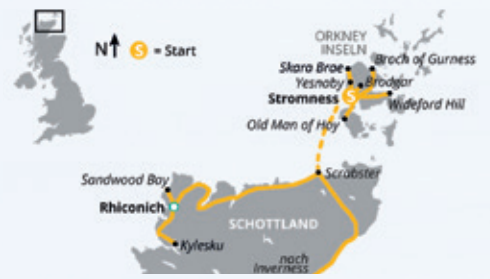 N
S = Start
ORKNEY
INSELN
Skara Brae
Broch of Gurness
Yesnaby
Brodgar
Stromness
S
Wideford Hill
Old Man of Hoy
Scrabster
Sandwood Bay
Rhiconich
SCHOTTLAND
Kylesku
nach
Inverness